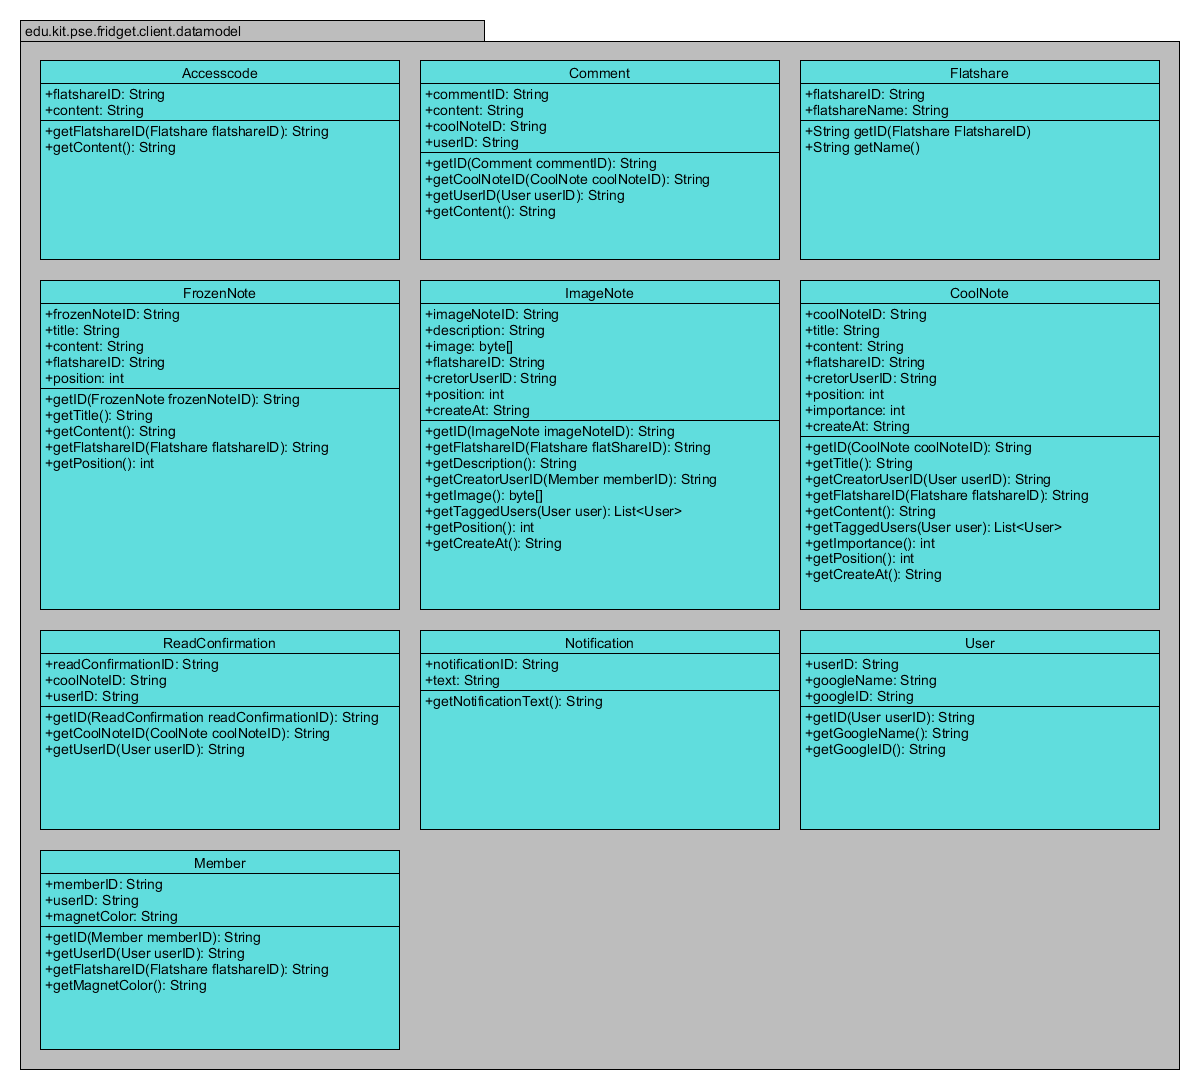 edu.kit.pse.fridget.client.datamodel
Accesscode
+flatshareID: String
+content: String
+getFlatshareID(Flatshare flatshareID): String
+getContent(): String
Comment
+commentID: String
+content: String
+coolNoteID: String
+userID: String
+getID(Comment commentID): String
+getCoolNoteID(CoolNote coolNoteID): String
+getUserID(User userID): String
+getContent(): String
Flatshare
+flatshareID: String
+flatshareName: String
+String getID(Flatshare FlatshareID)
+String getName()
FrozenNote
+frozenNoteID: String
+title: String
+content: String
+flatshareID: String
+position: int
+getID(FrozenNote frozenNoteID): String
+getTitle(): String
+getContent(): String
+getFlatshareID(Flatshare flatshareID): String
+getPosition(): int
ImageNote
+imageNoteID: String
+description: String
+image: byte[]
+flatshareID: String
+cretorUserID: String
+position: int
+createAt: String
+getID(ImageNote imageNoteID): String
+getFlatshareID(Flatshare flatShareID): String
+getDescription(): String
+getCreatorUserID(Member memberID): String
+getImage(): byte[]
+getTaggedUsers(User user): List<User>
+getPosition(): int
+getCreateAt(): String
CoolNote
+coolNoteID: String
+title: String
+content: String
+flatshareID: String
+cretorUserID: String
+position: int
+importance: int
+createAt: String
+getID(CoolNote coolNoteID): String
+getTitle(): String
+getCreatorUserID(User userID): String
+getFlatshareID(Flatshare flatshareID): String
+getContent(): String
+getTaggedUsers(User user): List<User>
+getImportance(): int
+getPosition(): int
+getCreateAt(): String
ReadConfirmation
+readConfirmationID: String
+coolNoteID: String
+userID: String
+getID(ReadConfirmation readConfirmationID): String
+getCoolNoteID(CoolNote coolNoteID): String
+getUserID(User userID): String
Notification
+notificationID: String
+text: String
+getNotificationText(): String
User
+userID: String
+googleName: String
+googleID: String
+getID(User userID): String
+getGoogleName(): String
+getGoogleID(): String
Member
+memberID: String
+userID: String
+magnetColor: String
+getID(Member memberID): String
+getUserID(User userID): String
+getFlatshareID(Flatshare flatshareID): String
+getMagnetColor(): String